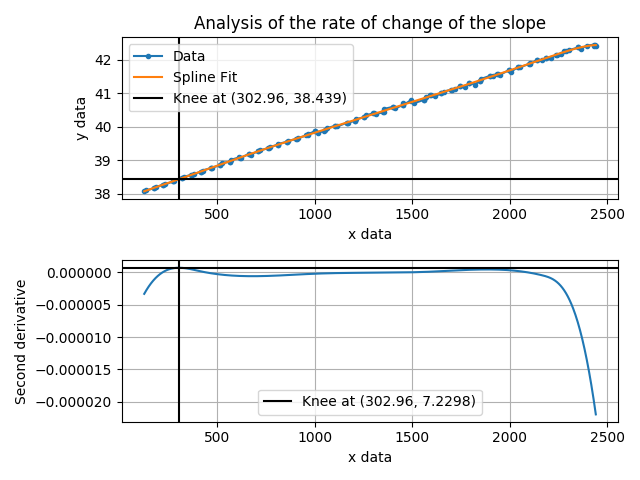 Analysis of the rate of change of the slope
Data
Spline Fit
Knee at (302.96, 38.439)
y data
42
41
40
39
38
500
1000
1500
2000
2500
x data
Second derivative
0.000000
−0.000005
−0.000010
−0.000015
−0.000020
Knee at (302.96, 7.2298)
500
1000
1500
2000
2500
x data